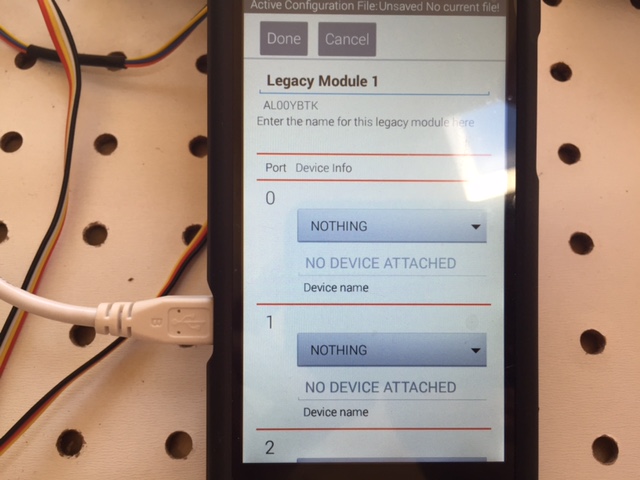 Active Configuration File: Unsaved No current file!
Done Cancel
Legacy Module 1
AL00YBTK
Enter the name for this legacy module here
Port Device Info
0
NOTHING
NO DEVICE ATTACHED
Device name
1
NOTHING
NO DEVICE ATTACHED
Device name
2
B